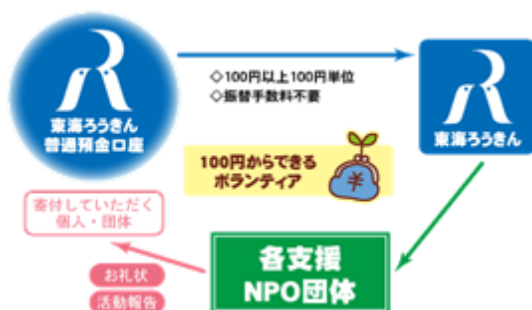 東海ろうきん
普通預金口座
◇100円以上100円単位
◇振替手数料不要
東海ろうきん
100円からできる
ボランティア
寄付していただく
個人・団体
各支援
NPO団体
お礼状
活動報告